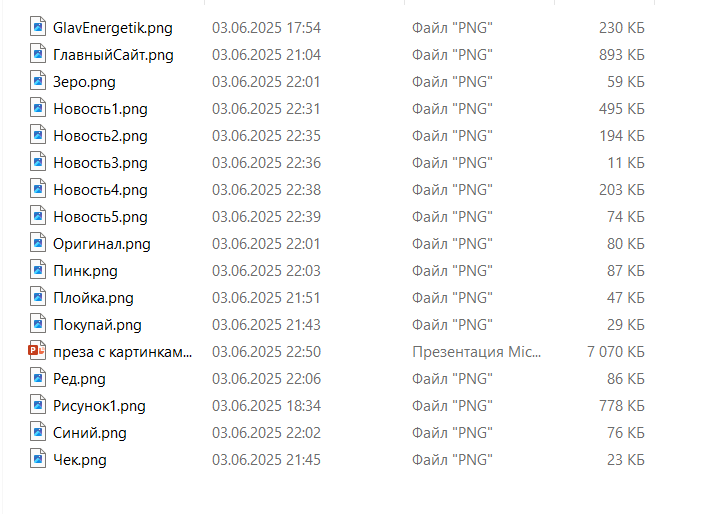 GlavEnergetik.png 03.06.2025 17:54 Файл "PNG" 230 КБ
ГлавныйСайт.png 03.06.2025 21:04 Файл "PNG" 893 КБ
Зеро.png 03.06.2025 22:01 Файл "PNG" 59 КБ
Новость1.png 03.06.2025 22:31 Файл "PNG" 495 КБ
Новость2.png 03.06.2025 22:35 Файл "PNG" 194 КБ
Новость3.png 03.06.2025 22:36 Файл "PNG" 11 КБ
Новость4.png 03.06.2025 22:38 Файл "PNG" 203 КБ
Новость5.png 03.06.2025 22:39 Файл "PNG" 74 КБ
Оригинал.png 03.06.2025 22:01 Файл "PNG" 80 КБ
Пинк.png 03.06.2025 22:03 Файл "PNG" 87 КБ
Плойка.png 03.06.2025 21:51 Файл "PNG" 47 КБ
Покупай.png 03.06.2025 21:43 Файл "PNG" 29 КБ
преза с картинкам... 03.06.2025 22:50 Презентация Mic... 7 070 КБ
Ред.png 03.06.2025 22:06 Файл "PNG" 86 КБ
Рисунок1.png 03.06.2025 18:34 Файл "PNG" 778 КБ
Синий.png 03.06.2025 22:02 Файл "PNG" 76 КБ
Чек.png 03.06.2025 21:45 Файл "PNG" 23 КБ